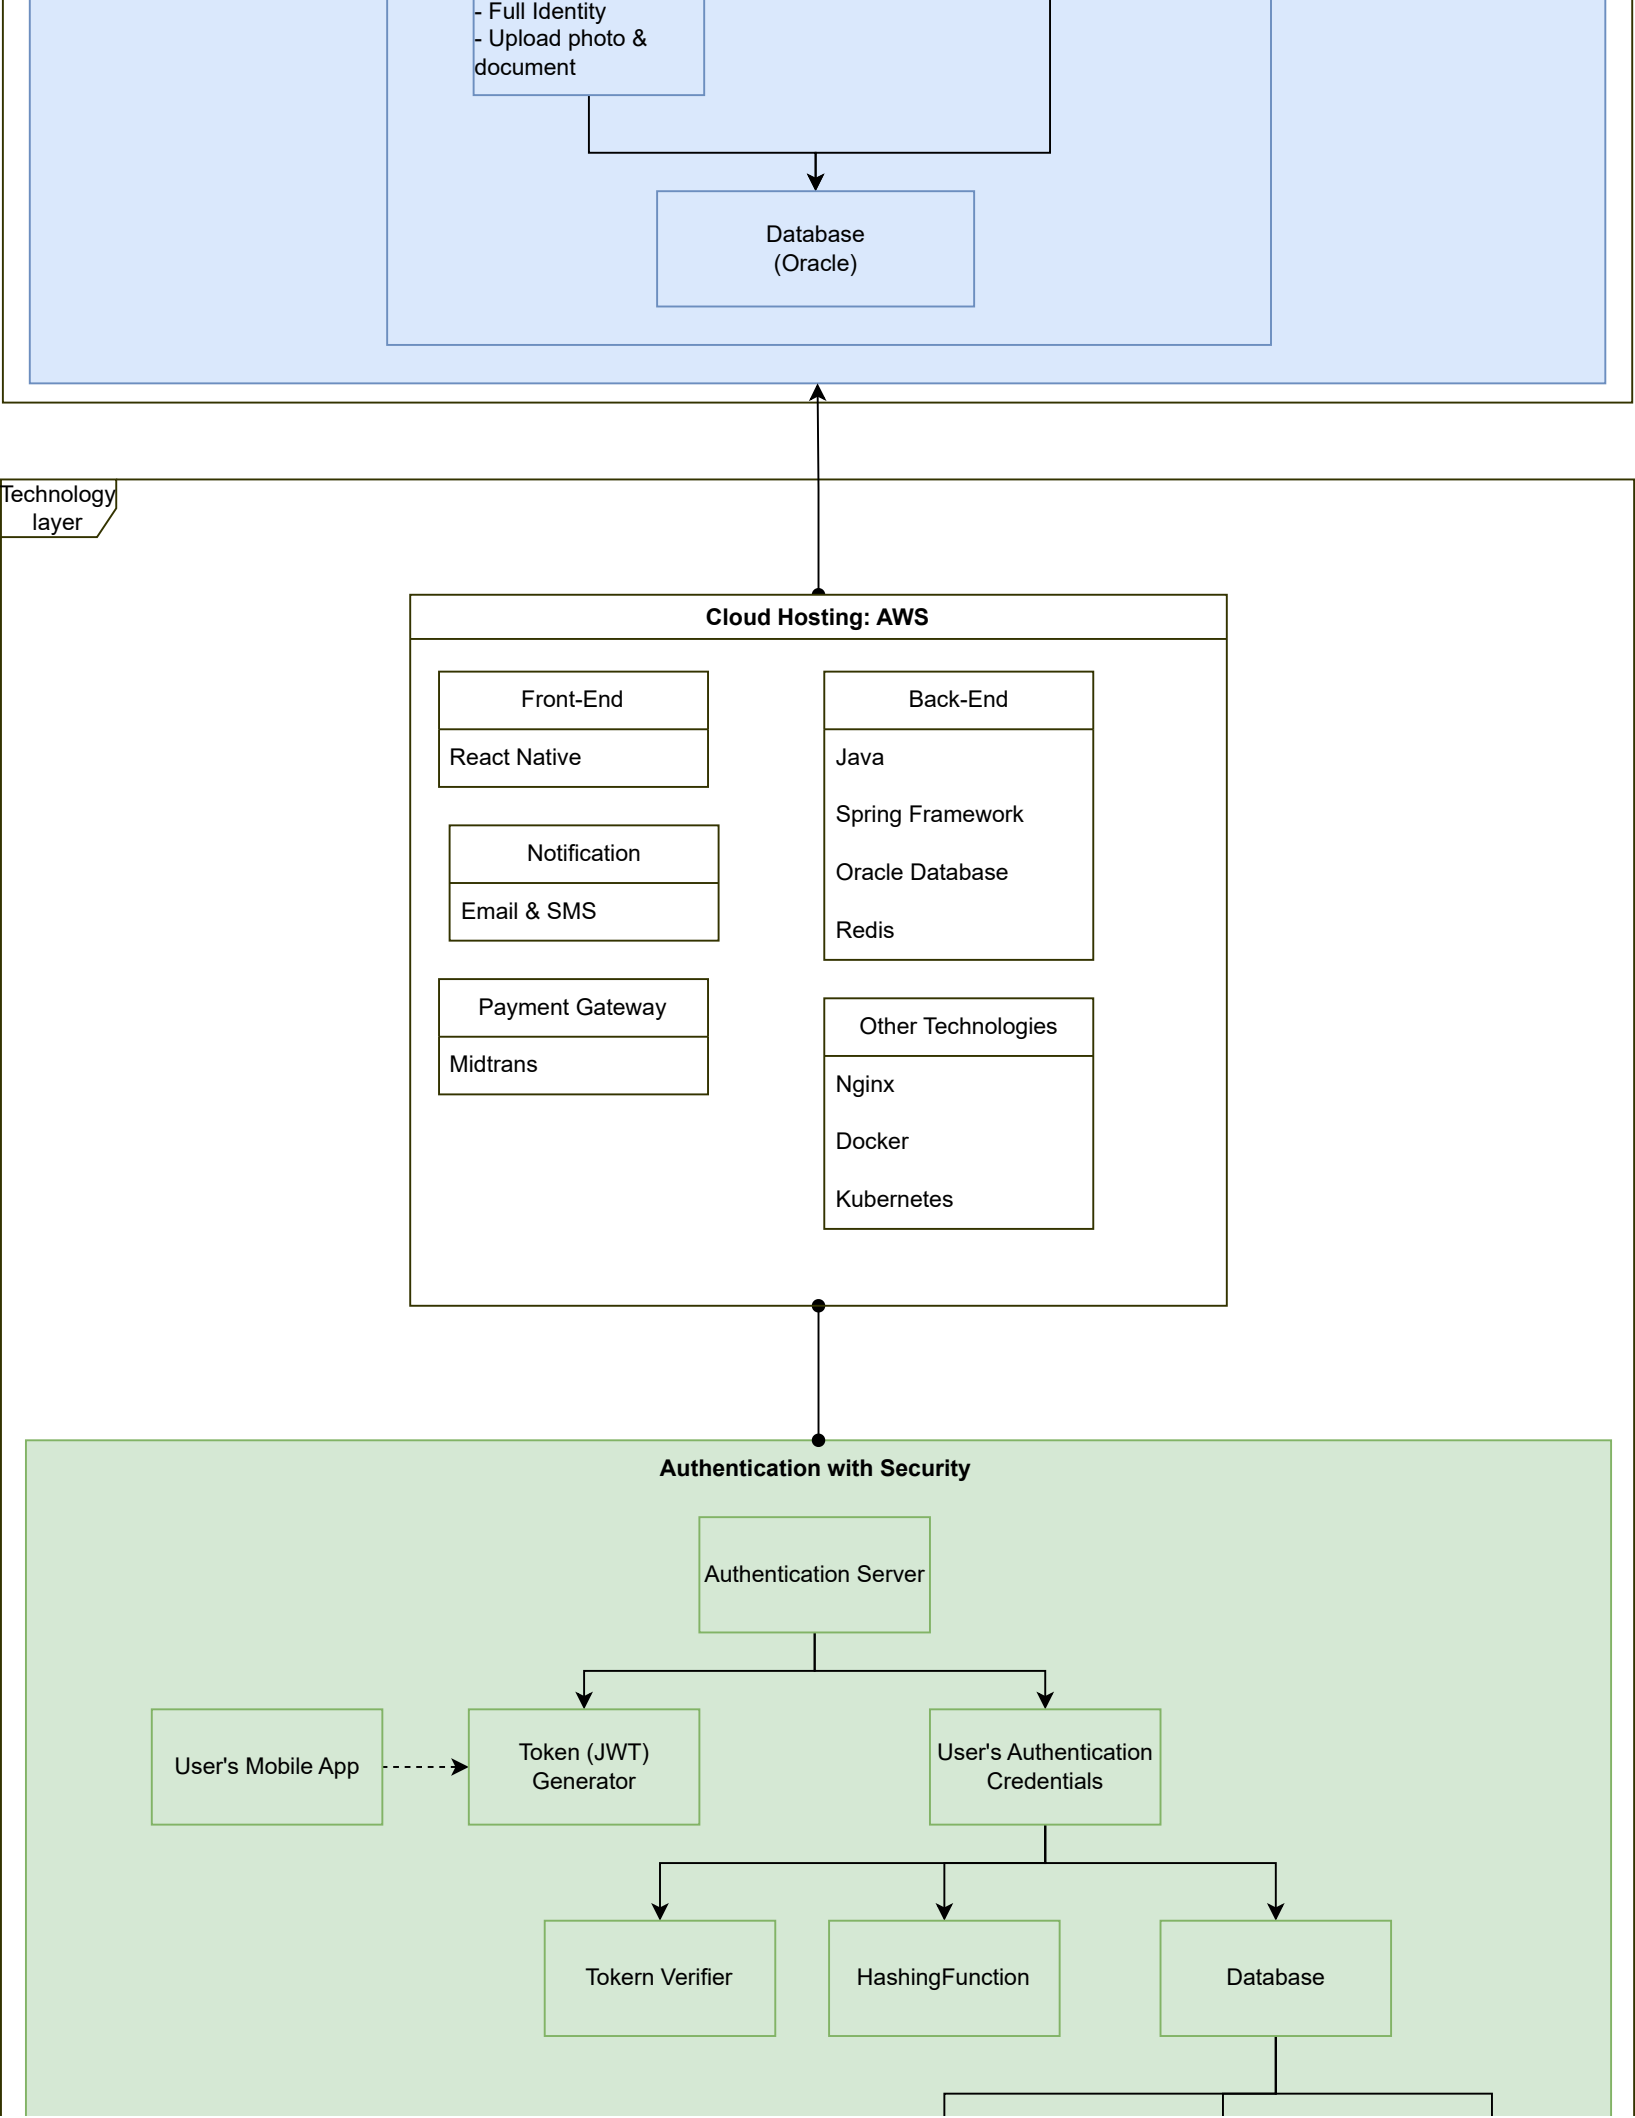 - Full Identity
- Upload photo &
document
Database
(Oracle)
Technology
layer
Cloud Hosting: AWS
Front-End
React Native
Notification
Email & SMS
Payment Gateway
Midtrans
Back-End
Java
Spring Framework
Oracle Database
Redis
Other Technologies
Nginx
Docker
Kubernetes
Authentication with Security
Authentication Server
User's Mobile App
Token (JWT)
Generator
User's Authentication
Credentials
Tokern Verifier
HashingFunction
Database